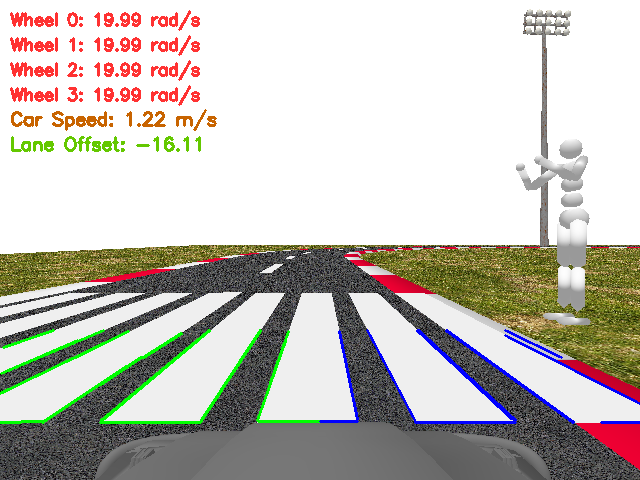 Wheel 0: 19.99 rad/s
Wheel 1: 19.99 rad/s
Wheel 2: 19.99 rad/s
Wheel 3: 19.99 rad/s
Car Speed: 1.22 m/s
Lane Offset: -16.11